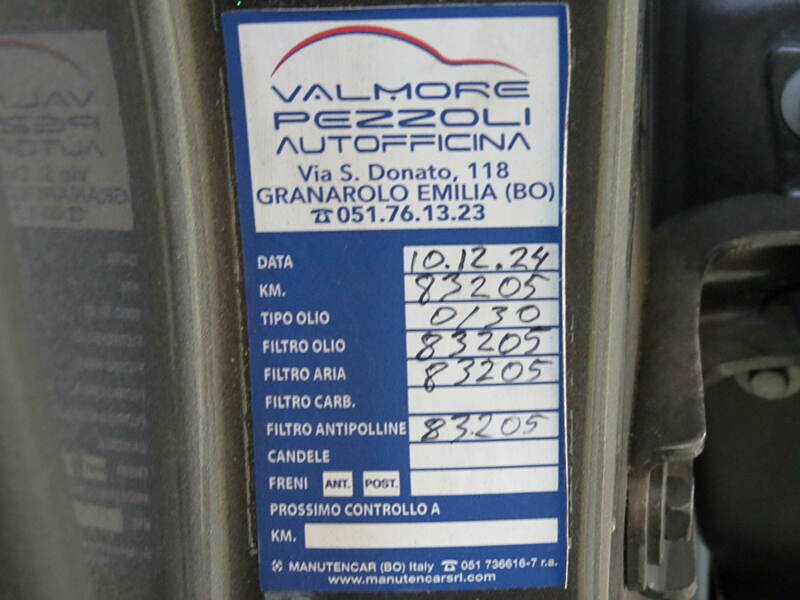 VALMORE
PEZZOLI
AUTOFFICINA
Via S. Donato, 118
GRANAROLO EMILIA (BO)
☎051.76.13.23
DATA 10.12.24
KM. 83205
TIPO OLIO 0/30
FILTRO OLIO 83205
FILTRO ARIA 83205
FILTRO CARB.
FILTRO ANTIPOLLINE 83205
CANDELE
FRENI ANT. POST.
PROSSIMO CONTROLLO A
KM.
MANUTENCAR (BO) Italy ☎ 051 736616-7 r.a.
www.manutencarsrl.com